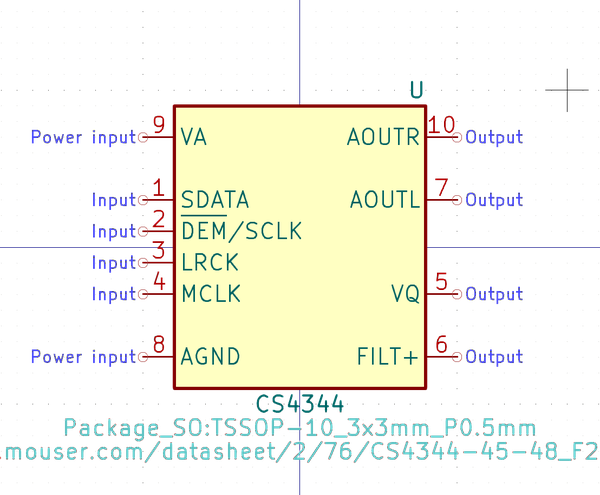 U
Power input 9 VA AOUTR 10 Output
Input 1 SDATA AOUTL 7 Output
Input 2 DEM/SCLK
Input 3 LRCK
Input 4 MCLK VQ 5 Output
Power input 8 AGND FILT+ 6 Output
CS4344
Package_SO:TSSOP-10_3x3mm_P0.5mm
.mouser.com/datasheet/2/76/CS4344-45-48_F2